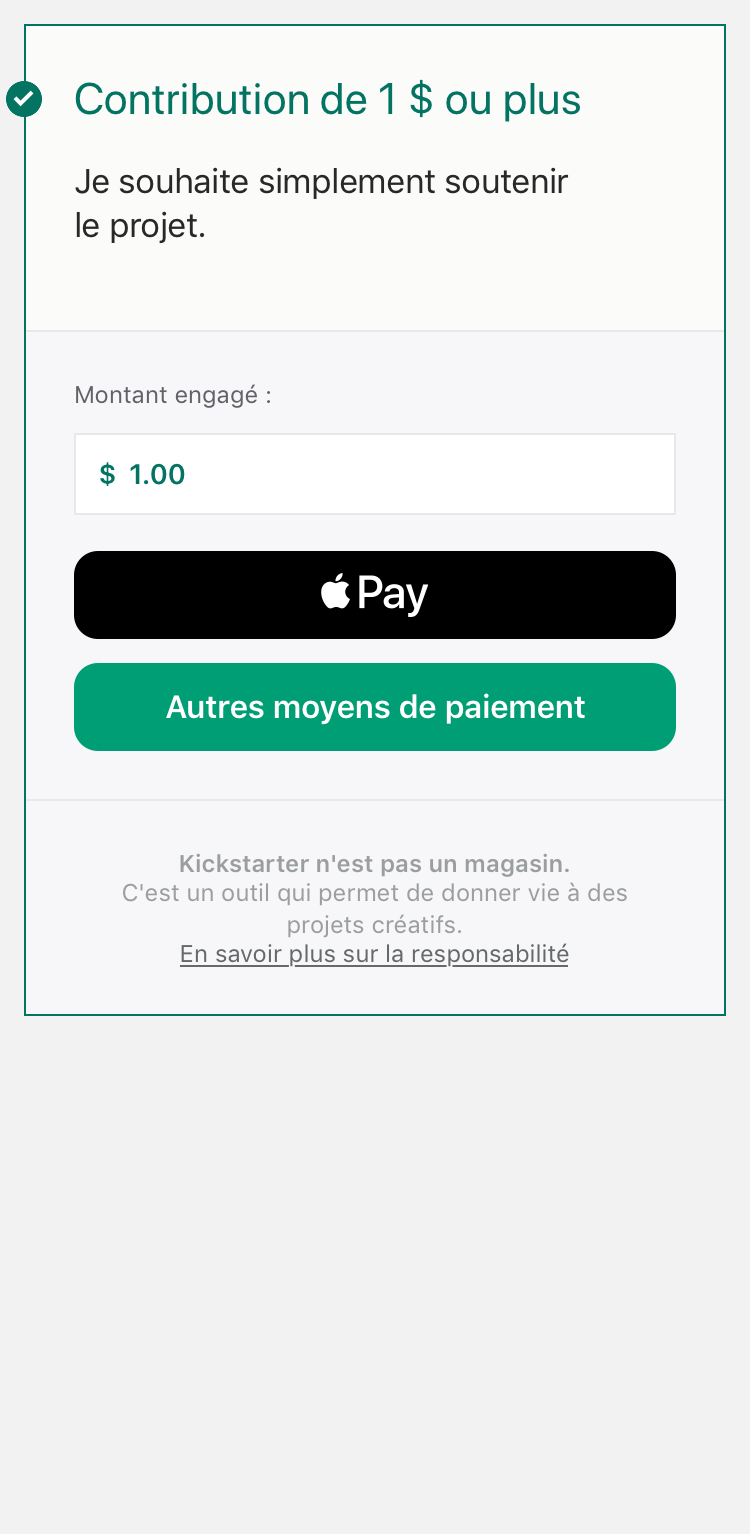 Contribution de 1 $ ou plus
Je souhaite simplement soutenir
le projet.
Montant engagé :
$ 1.00
Pay
Autres moyens de paiement
Kickstarter n'est pas un magasin.
C'est un outil qui permet de donner vie à des
projets créatifs.
En savoir plus sur la responsabilité